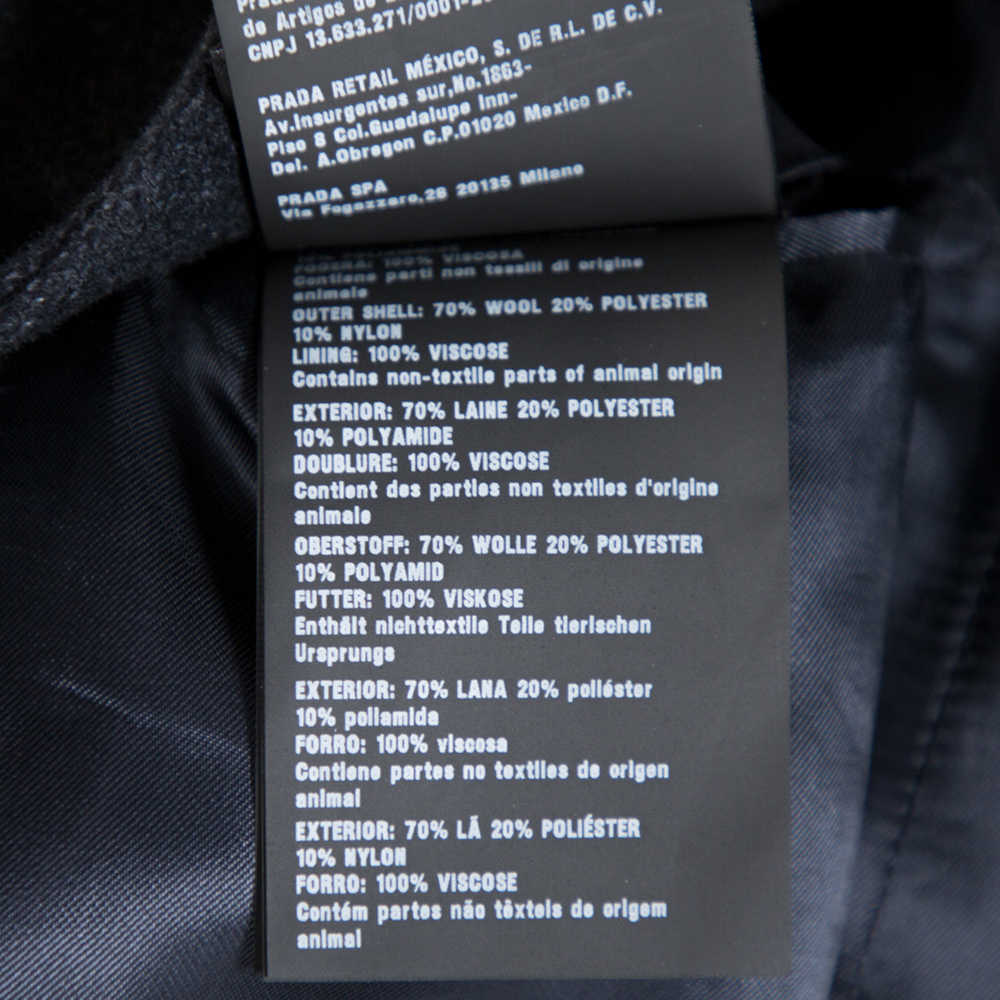 de Artigos de
CNPJ 13.633.271/0001-
PRADA RETAIL MÉXICO, S. DE R.L. DE C.V.
Av.Insurgentes sur,No.1863-
Piso 8 Col.Guadalupe Inn-
Del. A.Obregon C.P.01020 Mexico D.F.
PRADA SPA
Via Fogazzaro,28 20135 Milano
FODERA: 100% VISCOSA
Contiene parti non tessili di origine
animale
OUTER SHELL: 70% WOOL 20% POLYESTER
10% NYLON
LINING: 100% VISCOSE
Contains non-textile parts of animal origin
EXTERIOR: 70% LAINE 20% POLYESTER
10% POLYAMIDE
DOUBLURE: 100% VISCOSE
Contient des parties non textiles d'origine
animale
OBERSTOFF: 70% WOLLE 20% POLYESTER
10% POLYAMID
FUTTER: 100% VISKOSE
Enthält nichttextile Teile tierischen
Ursprungs
EXTERIOR: 70% LANA 20% poliéster
10% poliamida
FORRO: 100% viscosa
Contiene partes no textiles de origen
animal
EXTERIOR: 70% LÃ 20% POLIÉSTER
10% NYLON
FORRO: 100% VISCOSE
Contém partes não têxteis de origem
animal